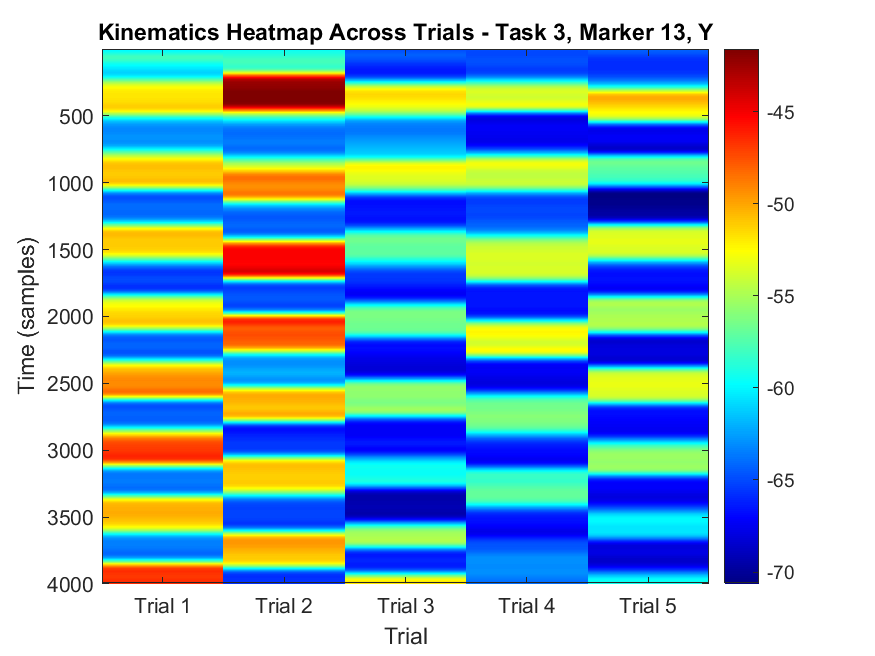 Kinematics Heatmap Across Trials - Task 3, Marker 13, Y
500
1000
1500
2000
2500
3000
3500
4000
Time (samples)
Trial 1
Trial 2
Trial 3
Trial 4
Trial 5
Trial
-45
-50
-55
-60
-65
-70